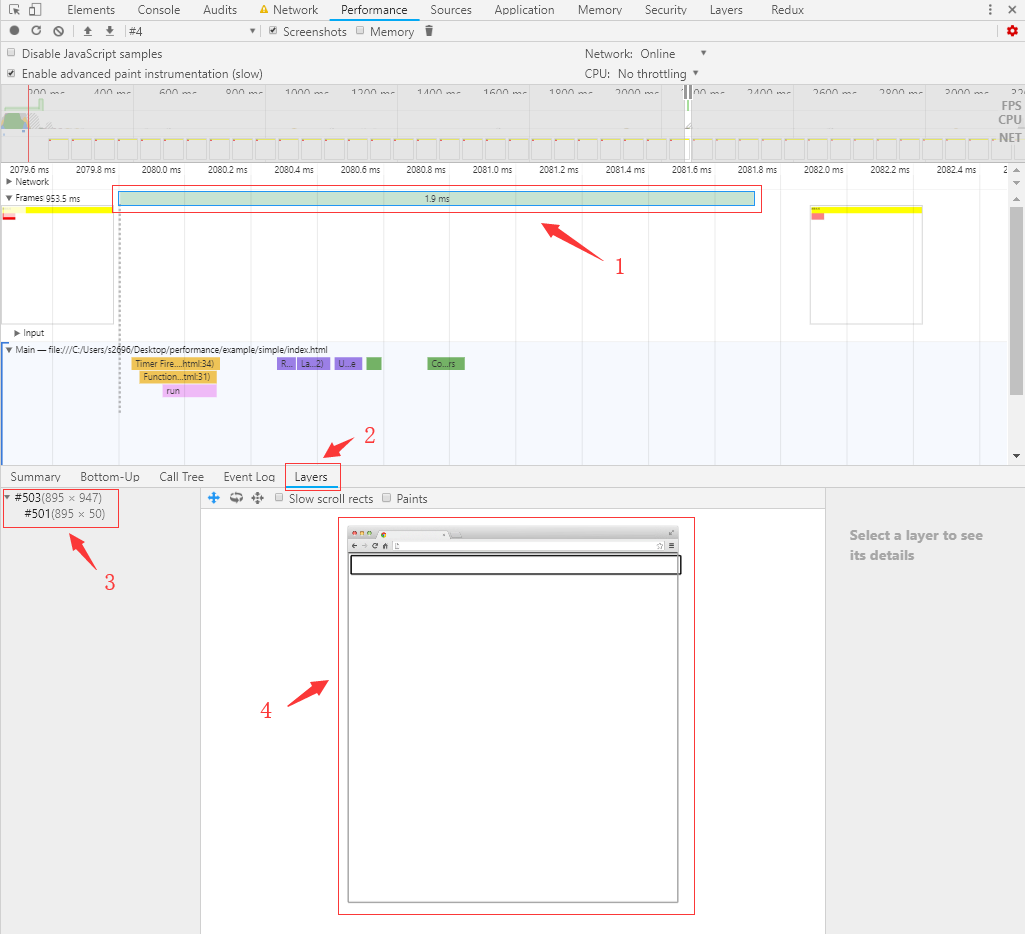 Elements Console Audits Network Performance Sources Application Memory Security Layers Redux
#4 Screenshots Memory
Disable JavaScript samples Network: Online
Enable advanced paint instrumentation (slow) CPU: No throttling
200 ms 400 ms 600 ms 800 ms 1000 ms 1200 ms 1400 ms 1600 ms 1800 ms 2000 ms 2400 ms 2600 ms 2800 ms 3000 ms
FPS
CPU
NET
2079.6 ms 2079.8 ms 2080.0 ms 2080.2 ms 2080.4 ms 2080.6 ms 2080.8 ms 2081.0 ms 2081.2 ms 2081.4 ms 2081.6 ms 2081.8 ms 2082.0 ms 2082.2 ms 2082.4 ms
Network
Frames 953.5 ms 1.9 ms
1
Input
Main — file:///C:/Users/s2696/Desktop/performance/example/simple/index.html
Timer Fire....html:34) R... La...2) U...e Co...rs
Function...tml:31)
run
2
Summary Bottom-Up Call Tree Event Log Layers
#503(895 × 947) Slow scroll rects Paints
#501(895 × 50)
Select a layer to see
its details
3
4